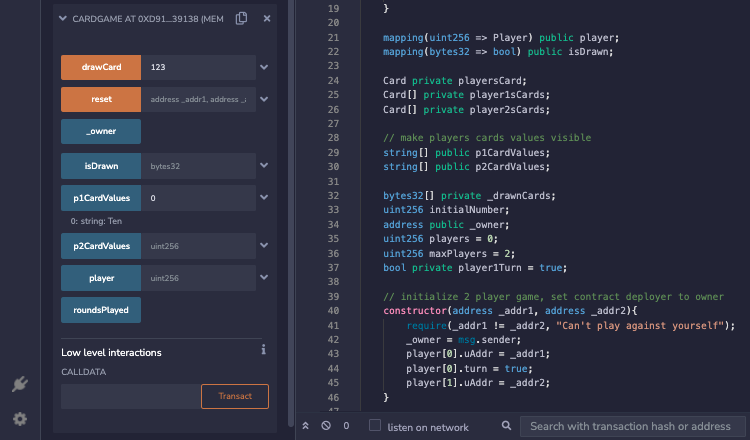 CARDGAME AT 0XD91...39138 (MEM
drawCard 123
reset address _addr1, address _a
_owner
isDrawn bytes32
p1CardValues 0
0: string: Ten
p2CardValues uint256
player uint256
roundsPlayed
Low level interactions
CALLDATA
Transact
19 }
20
21 mapping(uint256 => Player) public player;
22 mapping(bytes32 => bool) public isDrawn;
23
24 Card private playersCard;
25 Card[] private player1sCards;
26 Card[] private player2sCards;
27
28 // make players cards values visible
29 string[] public p1CardValues;
30 string[] public p2CardValues;
31
32 bytes32[] private _drawnCards;
33 uint256 initialNumber;
34 address public _owner;
35 uint256 players = 0;
36 uint256 maxPlayers = 2;
37 bool private player1Turn = true;
38
39 // initialize 2 player game, set contract deployer to owner
40 constructor(address _addr1, address _addr2){
41 require(_addr1 != _addr2, "Can't play against yourself");
42 _owner = msg.sender;
43 player[0].uAddr = _addr1;
44 player[0].turn = true;
45 player[1].uAddr = _addr2;
46 }
47
0 listen on network Search with transaction hash or address